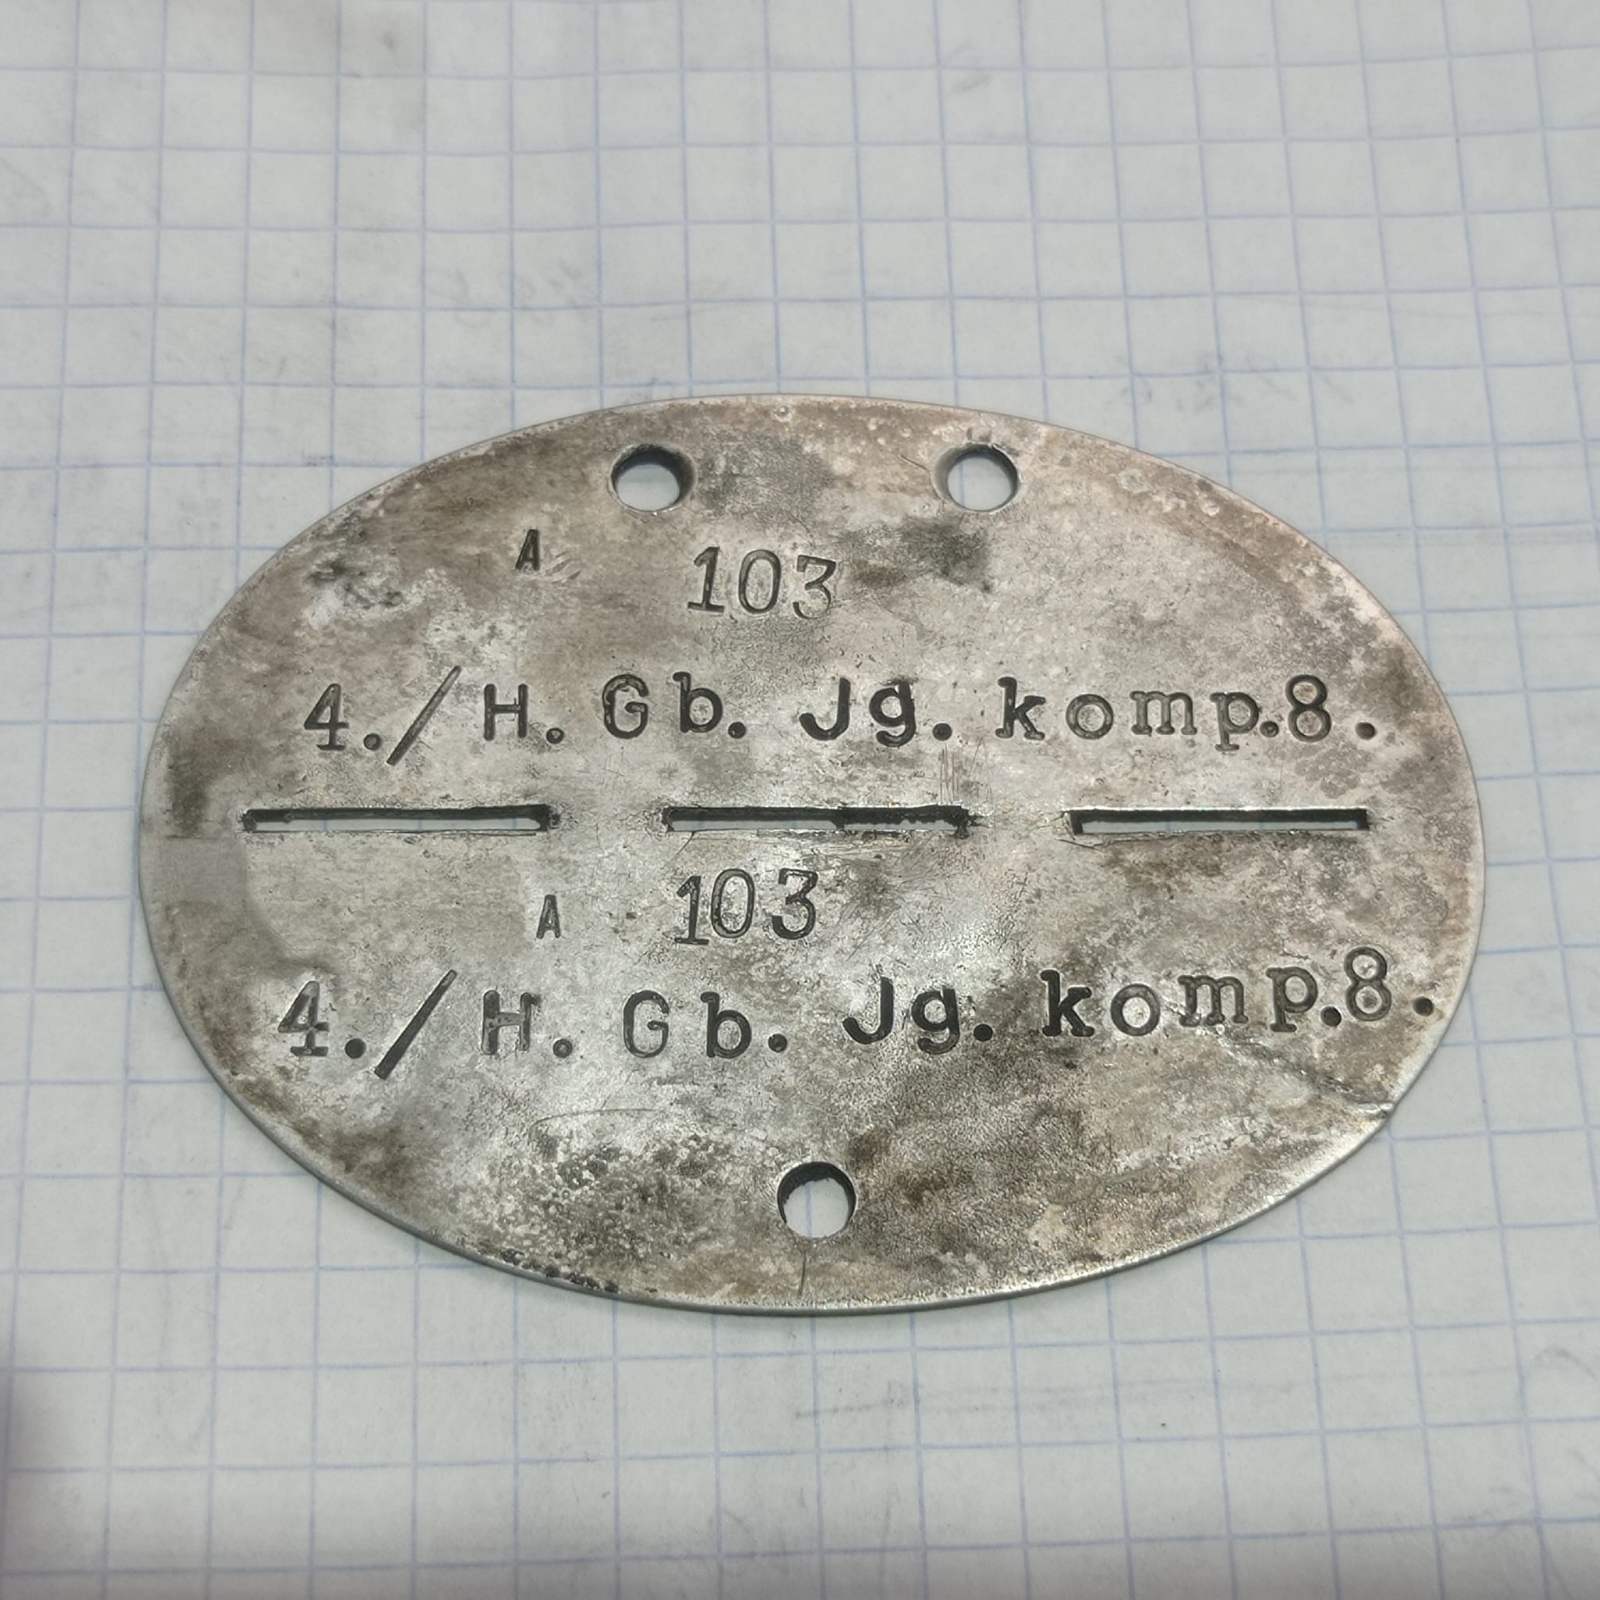 A 103
4./H. Gb. Jg. komp.8.
A 103
4./H. Gb. Jg. komp.8.